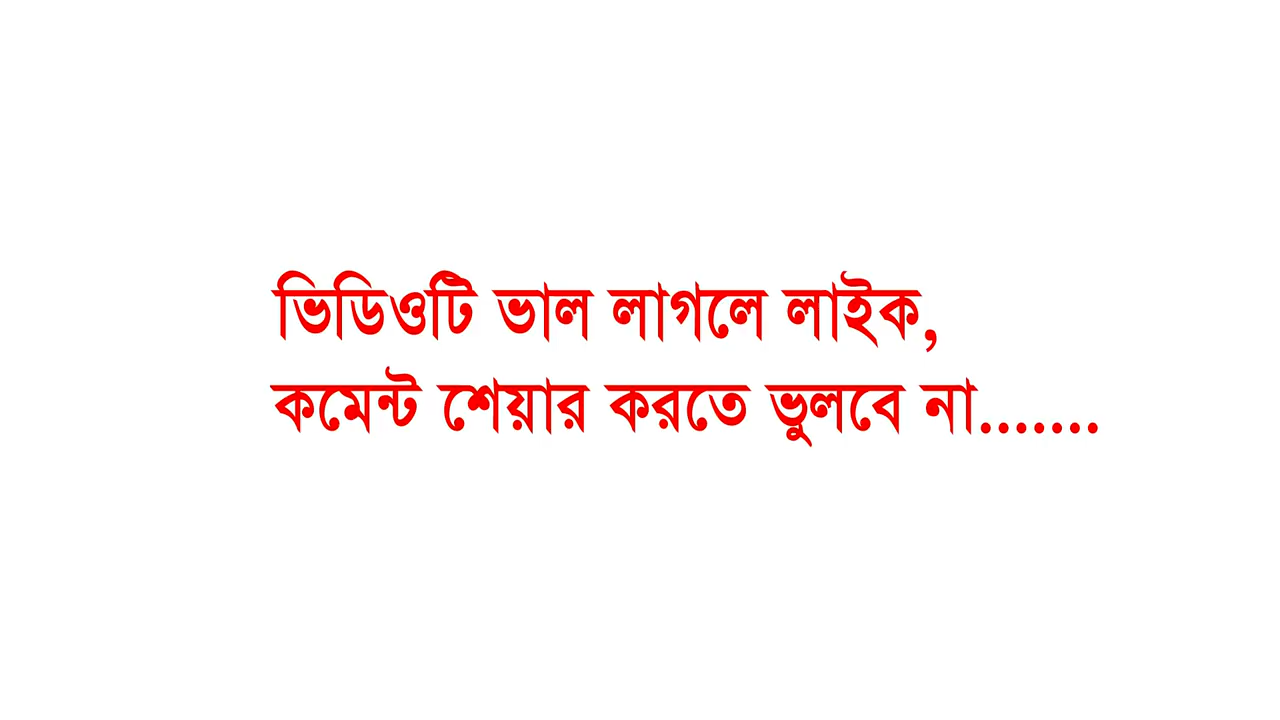 ভিডিওটি ভাল লাগলে লাইক,
কমেন্ট শেয়ার করতে ভুলবে না.......